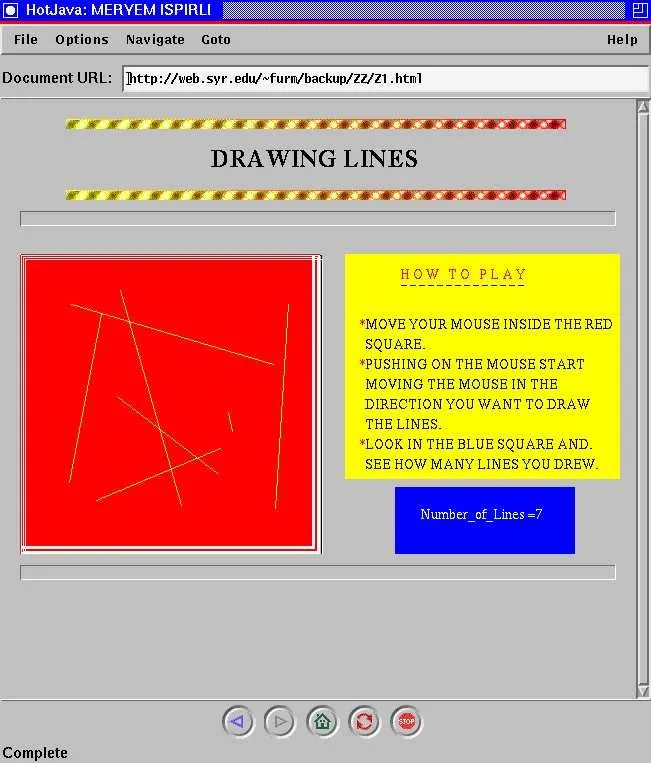 HotJava: MERYEM ISPIRLI
File Options Navigate Goto Help
Document URL: http://web.syr.edu/~furm/backup/ZZ/Z1.html
DRAWING LINES
HOW TO PLAY
*MOVE YOUR MOUSE INSIDE THE RED
SQUARE.
*PUSHING ON THE MOUSE START
MOVING THE MOUSE IN THE
DIRECTION YOU WANT TO DRAW
THE LINES.
*LOOK IN THE BLUE SQUARE AND.
SEE HOW MANY LINES YOU DREW.
Number_of_Lines =7
STOP
Complete